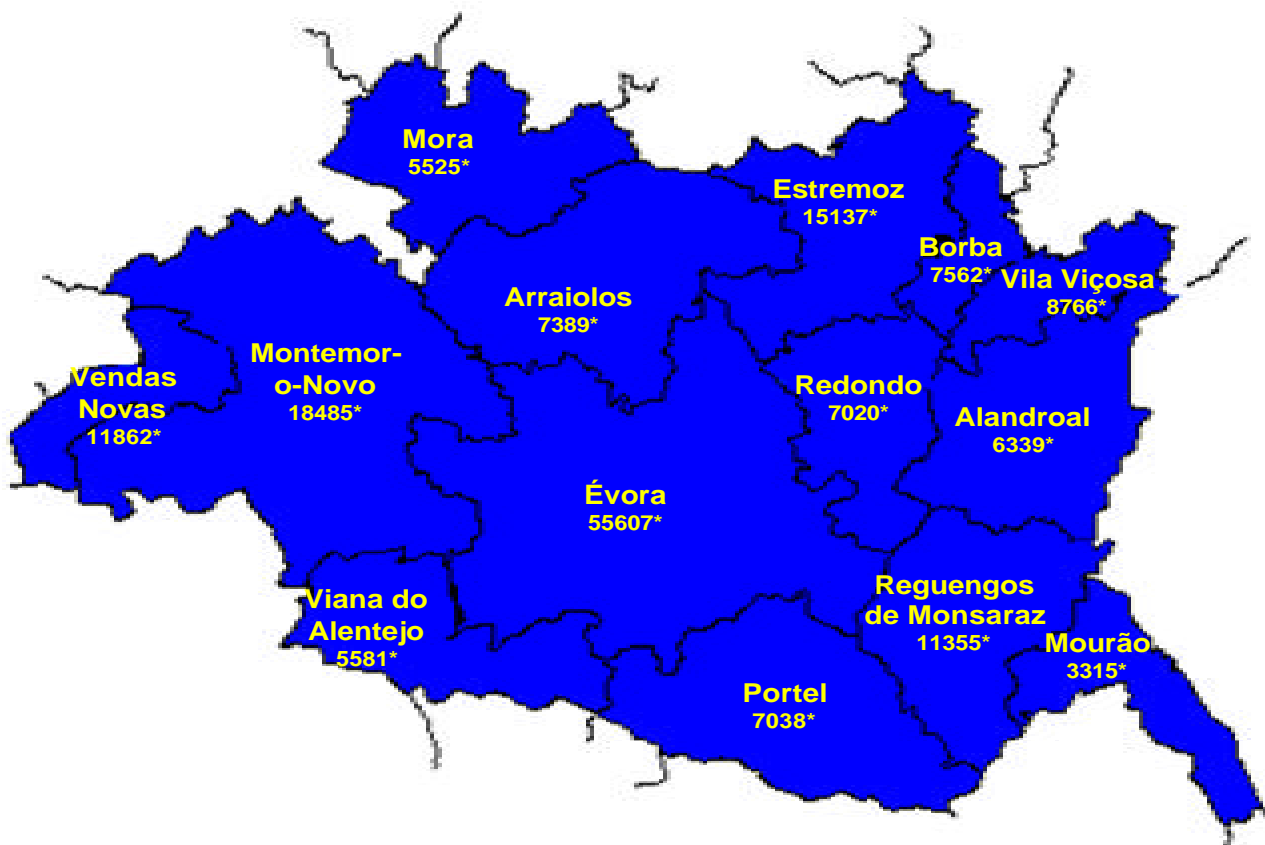 Mora
5525*
Estremoz
15137*
Borba
7562*
Vila Viçosa
8766*
Arraiolos
7389*
Montemor-
o-Novo
18485*
Vendas
Novas
11862*
Redondo
7020*
Alandroal
6339*
Évora
55607*
Viana do
Alentejo
5581*
Reguengos
de Monsaraz
11355*
Mourão
3315*
Portel
7038*